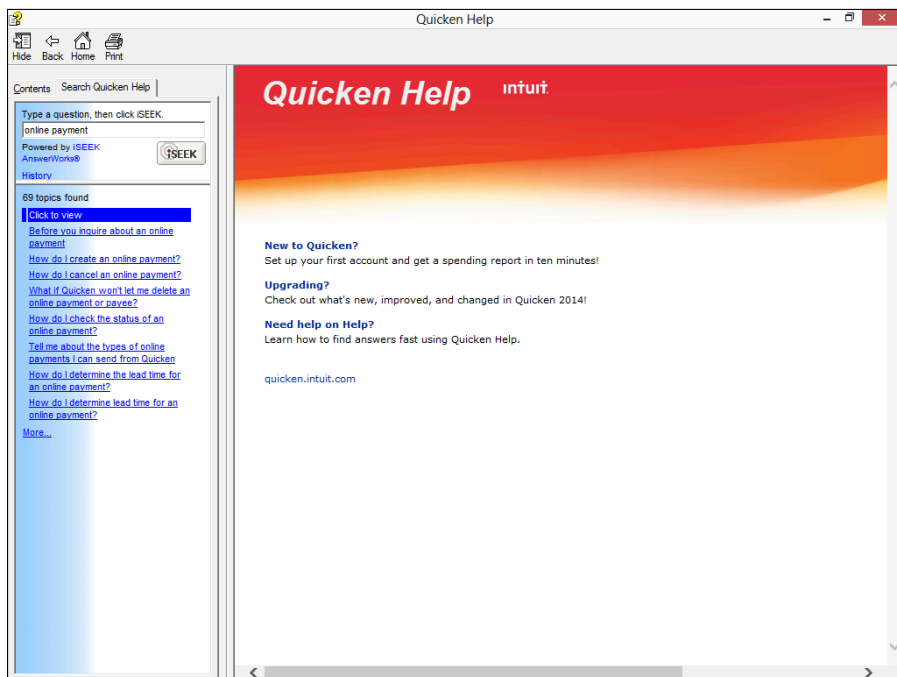 Quicken Help
Hide Back Home Print
Contents Search Quicken Help
Type a question, then click iSEEK.
online payment
Powered by iSEEK
AnswerWorks®
iSEEK
History
69 topics found
Click to view
Before you inquire about an online
payment
How do I create an online payment?
How do I cancel an online payment?
What if Quicken won't let me delete an
online payment or payee?
How do I check the status of an
online payment?
Tell me about the types of online
payments I can send from Quicken
How do I determine the lead time for
an online payment?
How do I determine lead time for an
online payment?
More...
Quicken Help intuit.
New to Quicken?
Set up your first account and get a spending report in ten minutes!
Upgrading?
Check out what's new, improved, and changed in Quicken 2014!
Need help on Help?
Learn how to find answers fast using Quicken Help.
quicken.intuit.com